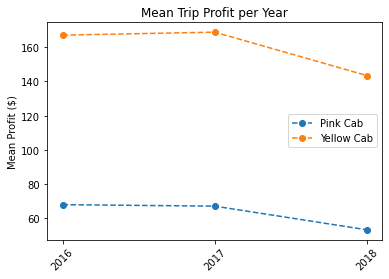 Mean Trip Profit per Year
Mean Profit ($)
160
140
120
100
80
60
Pink Cab
Yellow Cab
2016
2017
2018